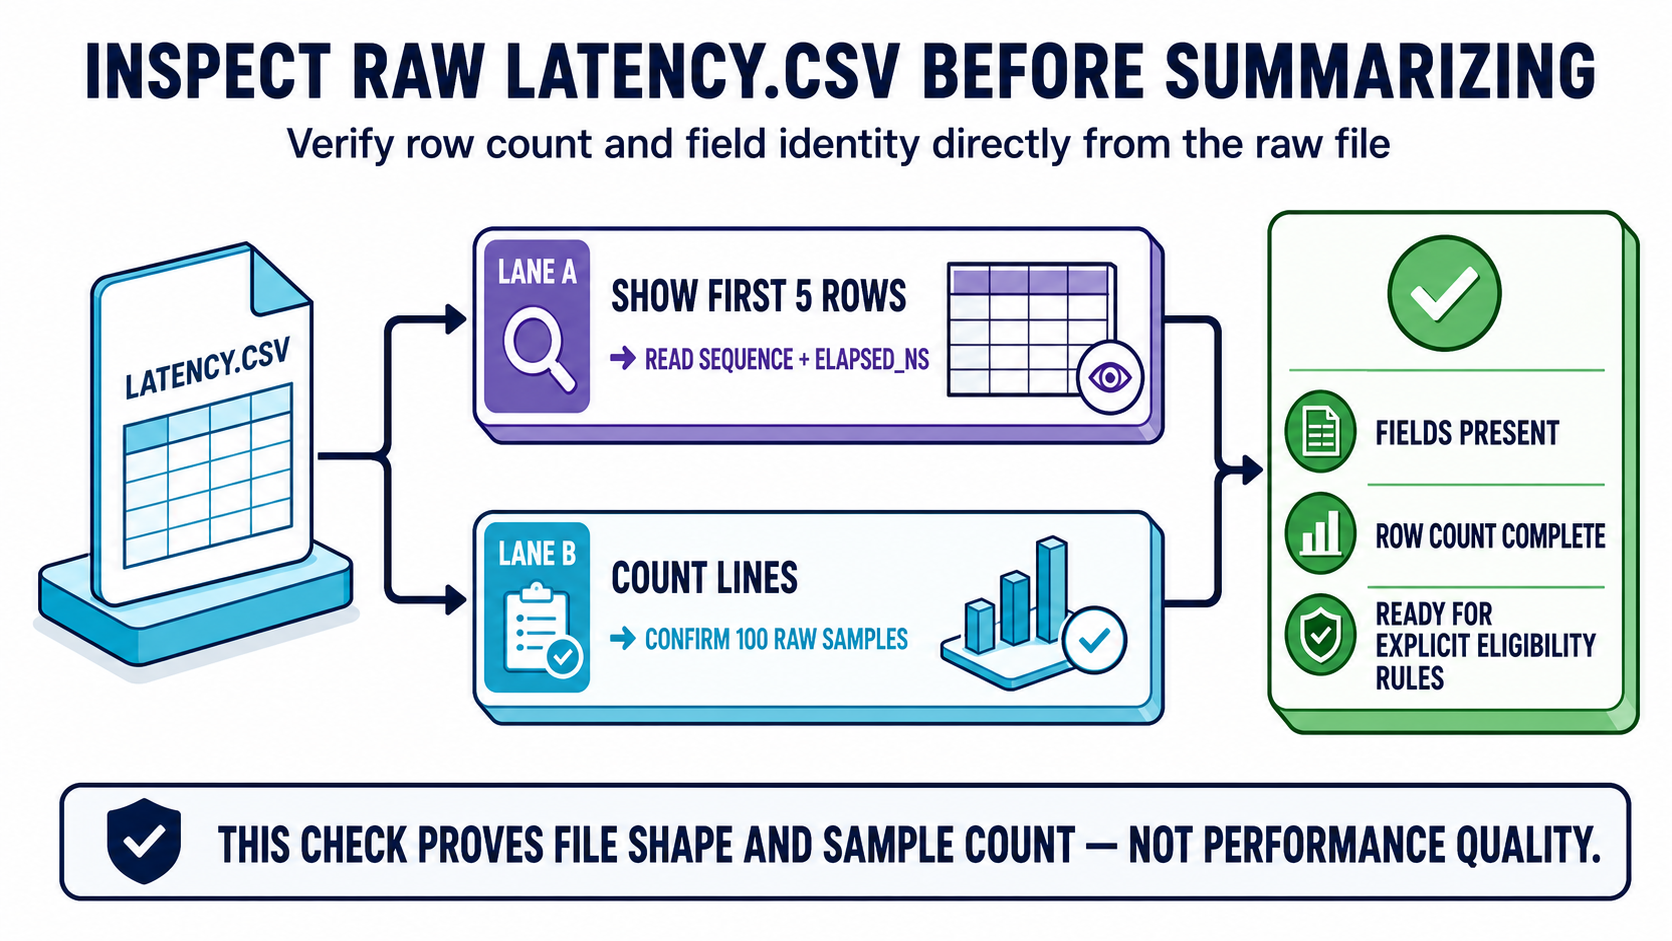 INSPECT RAW LATENCY.CSV BEFORE SUMMARIZING
Verify row count and field identity directly from the raw file
LATENCY.CSV
LANE A
SHOW FIRST 5 ROWS
READ SEQUENCE + ELAPSED_NS
LANE B
COUNT LINES
CONFIRM 100 RAW SAMPLES
FIELDS PRESENT
ROW COUNT COMPLETE
READY FOR
EXPLICIT ELIGIBILITY
RULES
THIS CHECK PROVES FILE SHAPE AND SAMPLE COUNT — NOT PERFORMANCE QUALITY.